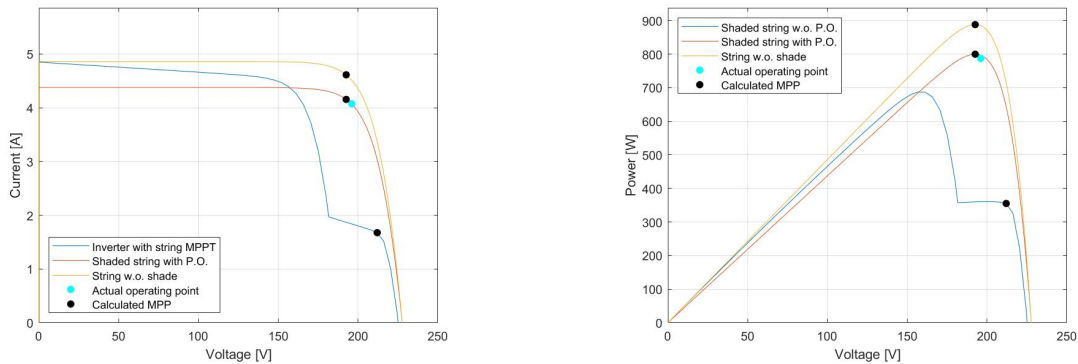 5
4
3
2
1
0
Current [A]
Inverter with string MPPT
Shaded string with P.O.
String w.o. shade
Actual operating point
Calculated MPP
0
50
100
150
200
250
Voltage [V]
900
800
700
600
500
400
300
200
100
0
Power [W]
Shaded string w.o. P.O.
Shaded string with P.O.
String w.o. shade
Actual operating point
Calculated MPP
0
50
100
150
200
250
Voltage [V]